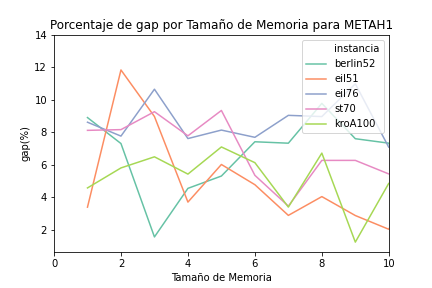 Porcentaje de gap por Tamaño de Memoria para METAH1
14
12
10
8
6
4
2
gap(%)
instancia
berlin52
eil51
eil76
st70
kroA100
0 2 4 6 8 10
Tamaño de Memoria